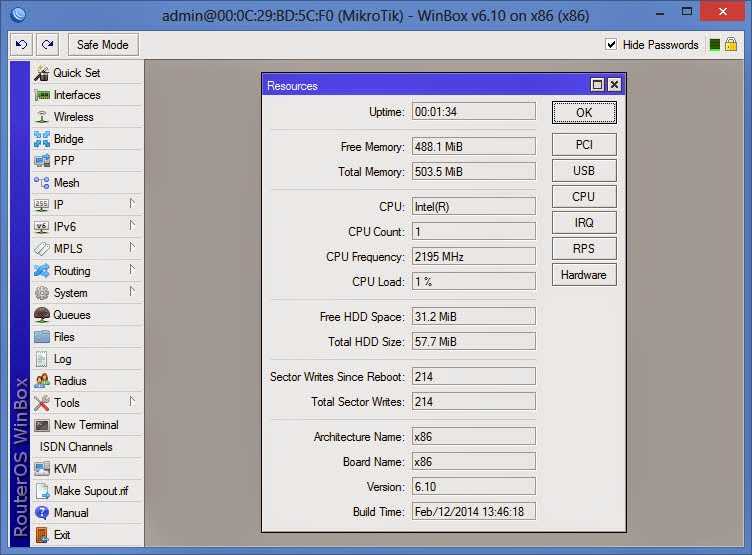 admin@00:0C:29:BD:5C:F0 (MikroTik) - WinBox v6.10 on x86 (x86)
Safe Mode
Hide Passwords
RouterOS WinBox
Quick Set
Interfaces
Wireless
Bridge
PPP
Mesh
IP
IPv6
MPLS
Routing
System
Queues
Files
Log
Radius
Tools
New Terminal
ISDN Channels
KVM
Make Supout.rif
Manual
Exit
Resources
Uptime: 00:01:34
Free Memory: 488.1 MiB
Total Memory: 503.5 MiB
CPU: Intel(R)
CPU Count: 1
CPU Frequency: 2195 MHz
CPU Load: 1 %
Free HDD Space: 31.2 MiB
Total HDD Size: 57.7 MiB
Sector Writes Since Reboot: 214
Total Sector Writes: 214
Architecture Name: x86
Board Name: x86
Version: 6.10
Build Time: Feb/12/2014 13:46:18
OK
PCI
USB
CPU
IRQ
RPS
Hardware